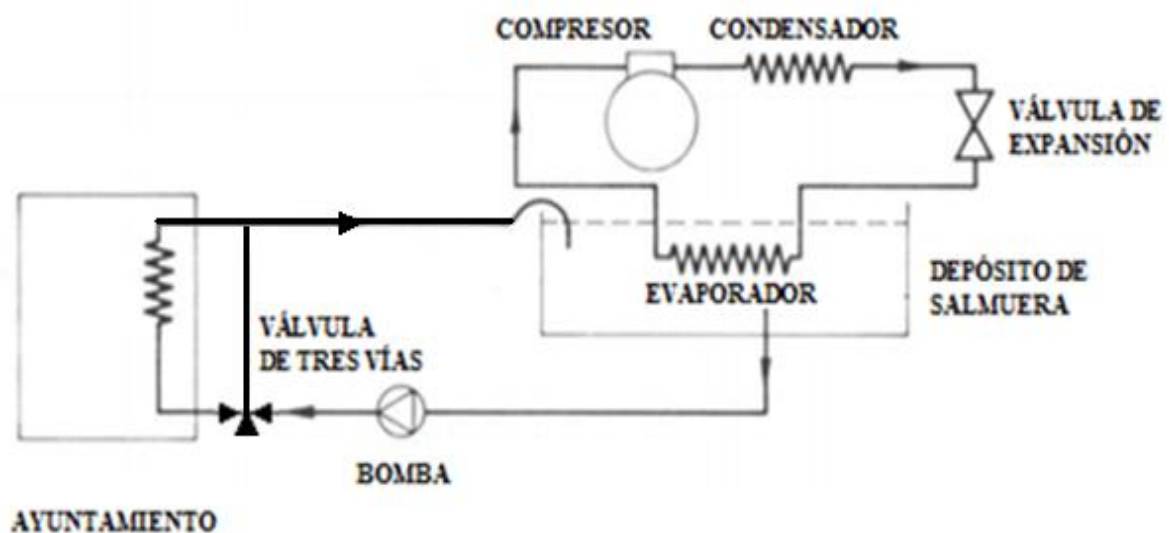 COMPRESOR
CONDENSADOR
VÁLVULA DE
EXPANSIÓN
EVAPORADOR
DEPÓSITO DE
SALMUERA
VÁLVULA
DE TRES VÍAS
BOMBA
AYUNTAMIENTO